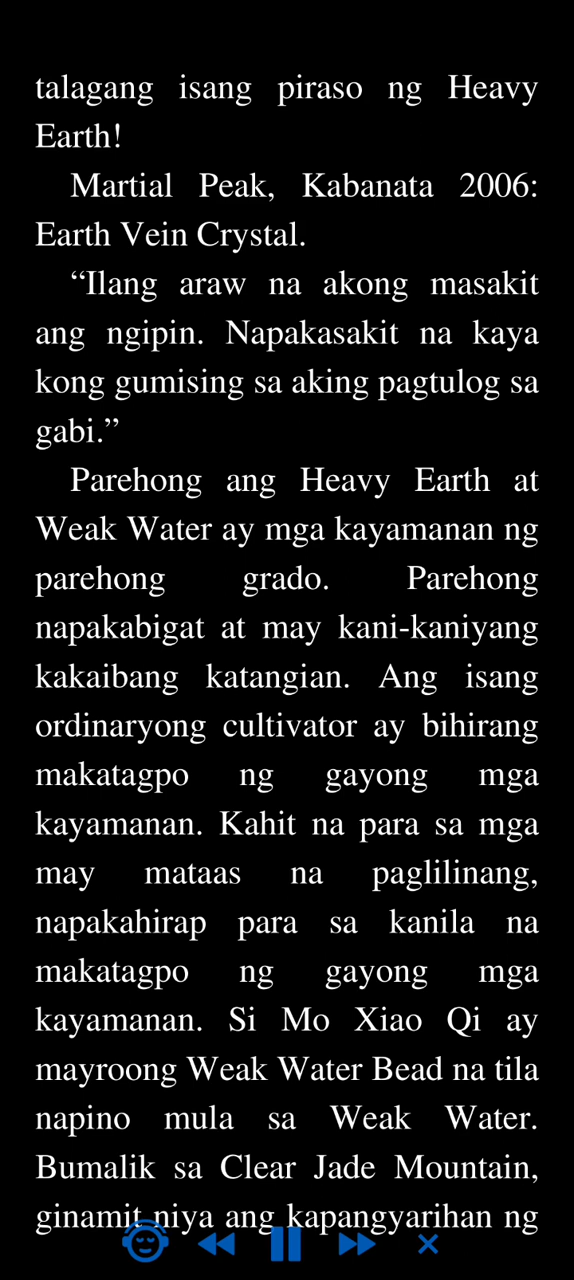 talagang isang piraso ng Heavy
Earth!
Martial Peak, Kabanata 2006:
Earth Vein Crystal.
“Ilang araw na akong masakit
ang ngipin. Napakasakit na kaya
kong gumising sa aking pagtulog sa
gabi.”
Parehong ang Heavy Earth at
Weak Water ay mga kayamanan ng
parehong grado. Parehong
napakabigat at may kani-kaniyang
kakaibang katangian. Ang isang
ordinaryong cultivator ay bihirang
makatagpo ng gayong mga
kayamanan. Kahit na para sa mga
may mataas na paglilinang,
napakahirap para sa kanila na
makatagpo ng gayong mga
kayamanan. Si Mo Xiao Qi ay
mayroong Weak Water Bead na tila
napino mula sa Weak Water.
Bumalik sa Clear Jade Mountain,
ginamit niya ang kapangyarihan ng